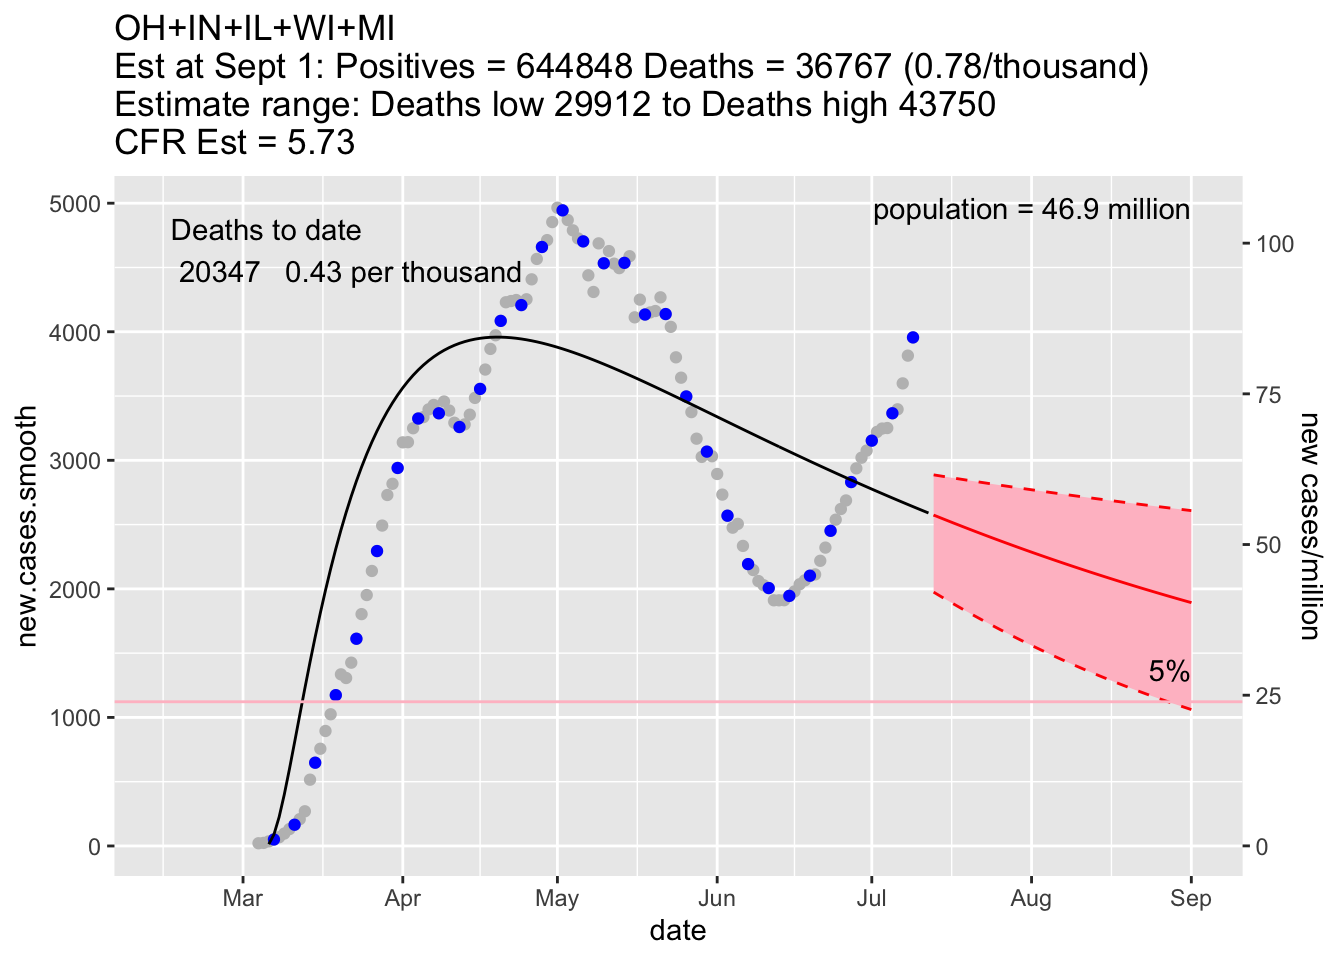 OH+IN+IL+WI+MI
Est at Sept 1: Positives = 644848 Deaths = 36767 (0.78/thousand)
Estimate range: Deaths low 29912 to Deaths high 43750
CFR Est = 5.73
Deaths to date
20347 0.43 per thousand
population = 46.9 million
5%
5000
4000
3000
2000
1000
0
new.cases.smooth
100
75
50
25
0
new cases/million
Mar Apr May Jun Jul Aug Sep
date